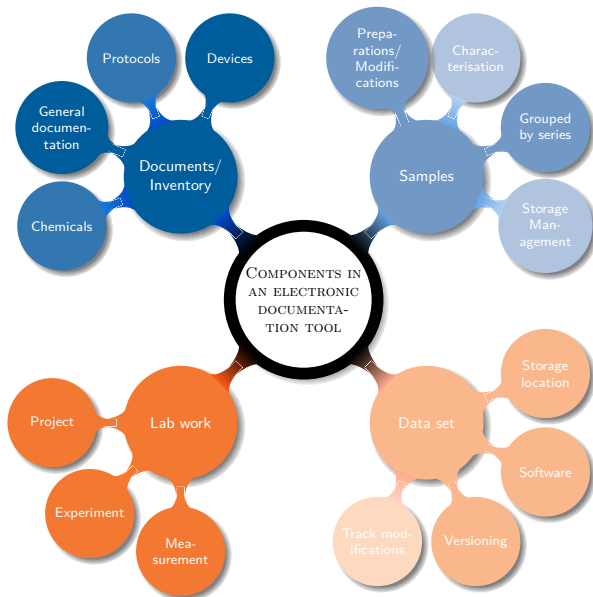 Protocols
Devices
General
documen-
tation
Documents/
Inventory
Chemicals
Prepa-
rations/
Modifi-
cations
Charac-
terisation
Grouped
by series
Samples
Storage
Man-
agement
Components in
an electronic
documenta-
tion tool
Project
Lab work
Experiment
Mea-
surement
Storage
location
Data set
Software
Track mod-
ifications
Versioning